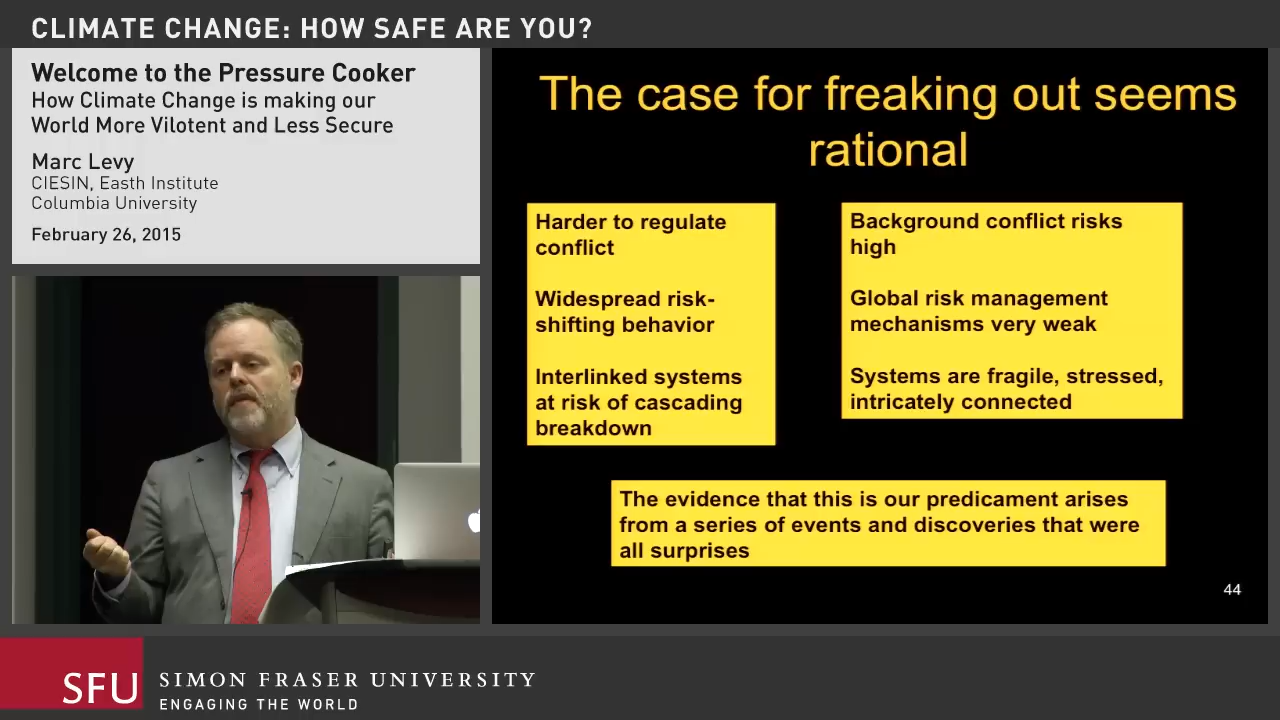 CLIMATE CHANGE: HOW SAFE ARE YOU?
Welcome to the Pressure Cooker
How Climate Change is making our
World More Vilotent and Less Secure
Marc Levy
CIESIN, Easth Institute
Columbia University
February 26, 2015
The case for freaking out seems
rational
Harder to regulate
conflict
Widespread risk-
shifting behavior
Interlinked systems
at risk of cascading
breakdown
Background conflict risks
high
Global risk management
mechanisms very weak
Systems are fragile, stressed,
intricately connected
The evidence that this is our predicament arises
from a series of events and discoveries that were
all surprises
44
SFU
SIMON FRASER UNIVERSITY
ENGAGING THE WORLD